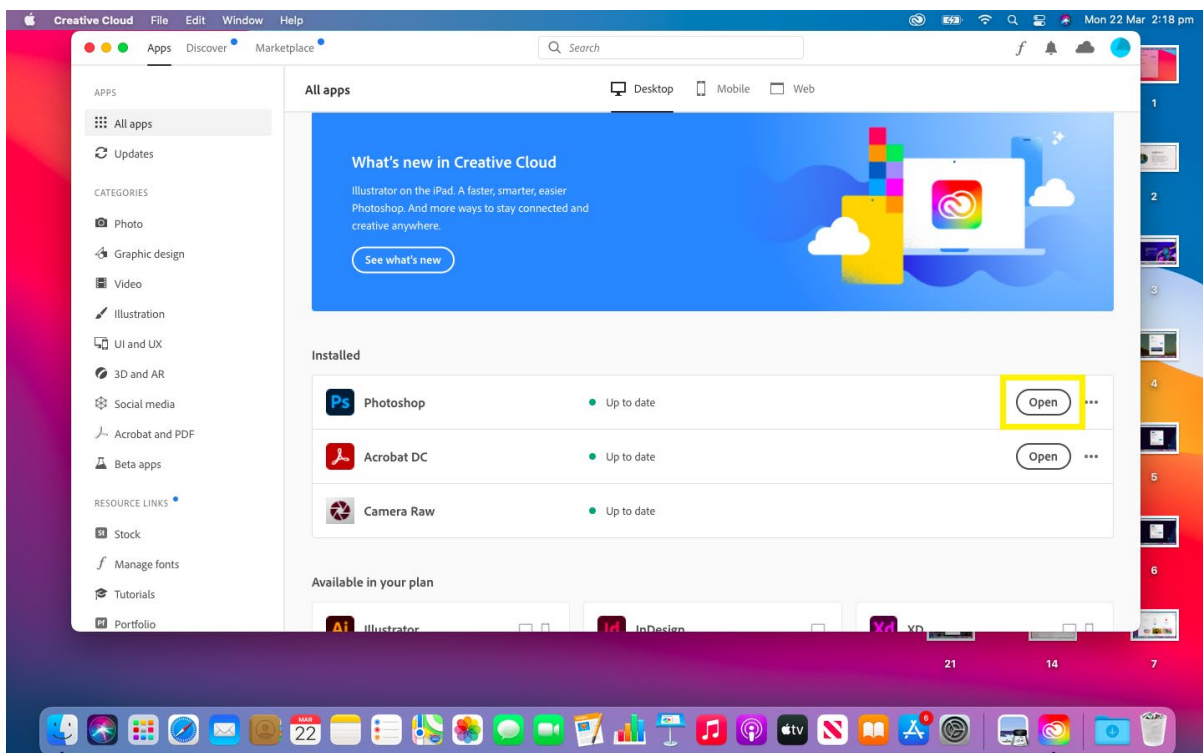 Creative Cloud File Edit Window Help
Mon 22 Mar 2:18 pm
Apps Discover Marketplace
Search
f
APPS
All apps
Updates
CATEGORIES
Photo
Graphic design
Video
Illustration
UI and UX
3D and AR
Social media
Acrobat and PDF
Beta apps
RESOURCE LINKS
St Stock
f Manage fonts
Tutorials
Pf Portfolio
All apps
Desktop Mobile Web
What's new in Creative Cloud
Illustrator on the iPad. A faster, smarter, easier
Photoshop. And more ways to stay connected and
creative anywhere.
See what's new
Installed
Ps Photoshop Up to date Open
Acrobat DC Up to date Open
Camera Raw Up to date
Available in your plan
Ai Illustrator Id InDesign Xd XD
1
2
3
4
5
6
21 14 7
MAR
22
tv
N
6